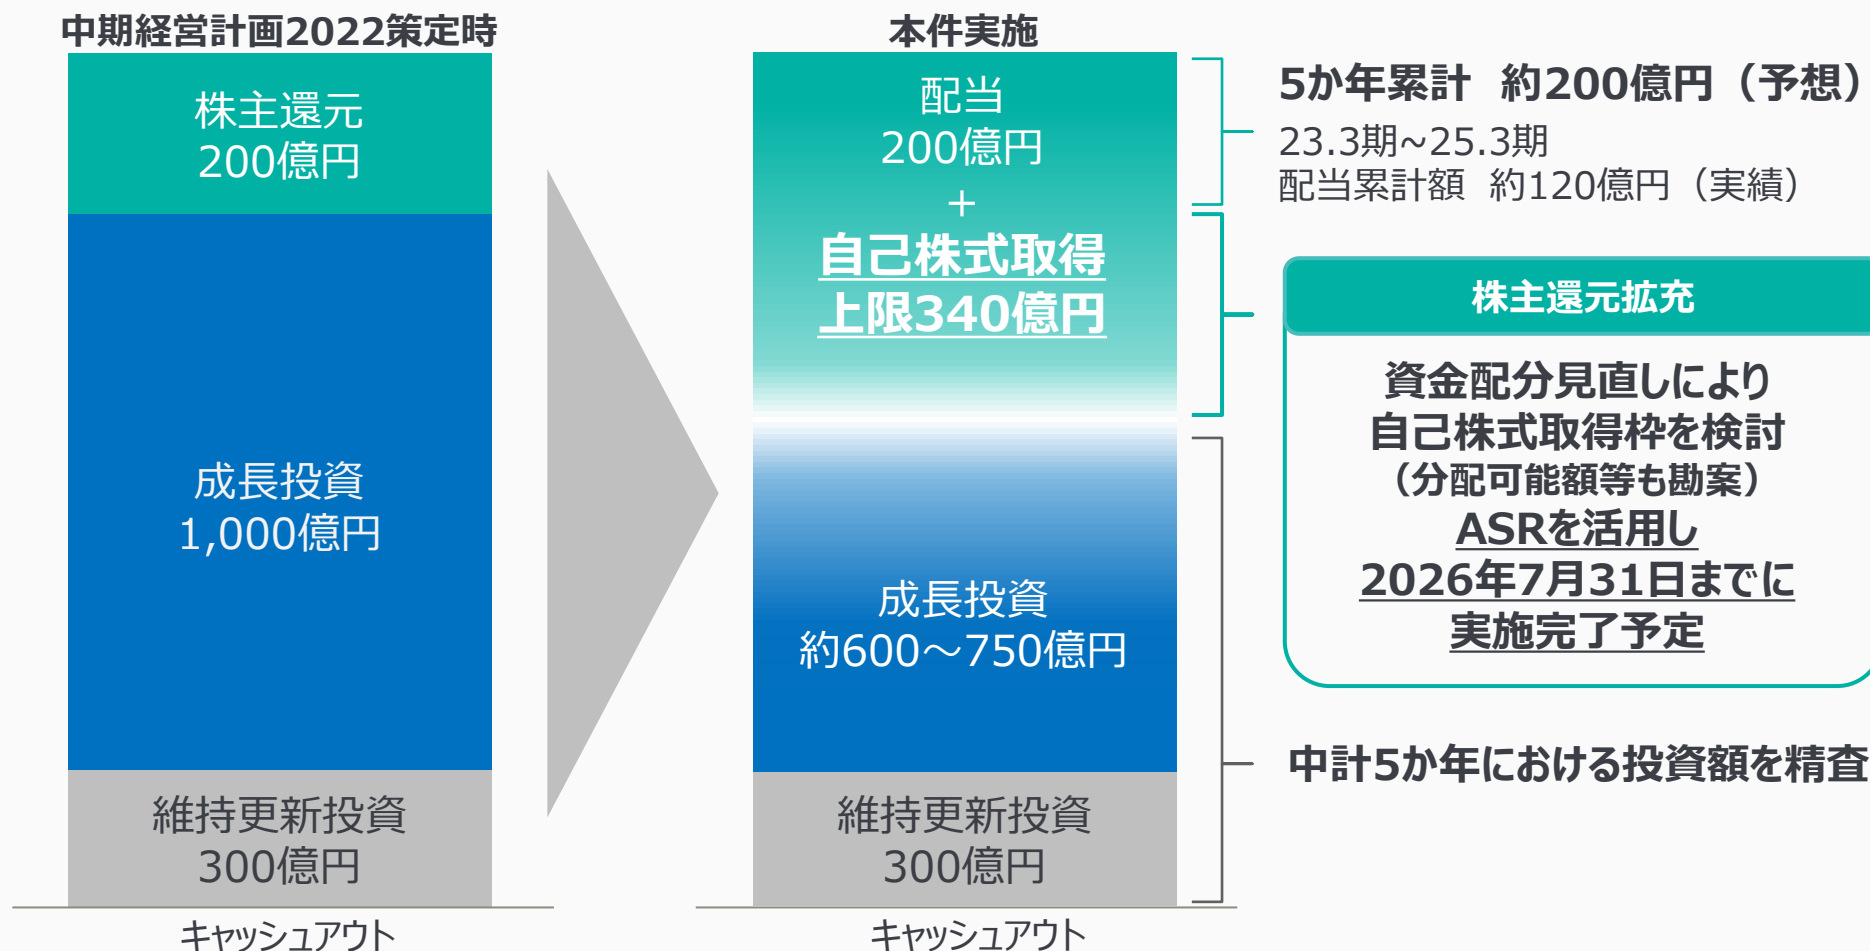 中期経営計画2022策定時
株主還元
200億円
成長投資
1,000億円
維持更新投資
300億円
キャッシュアウト
本件実施
配当
200億円
+
自己株式取得
上限340億円
成長投資
約600～750億円
維持更新投資
300億円
キャッシュアウト
5か年累計 約200億円（予想）
23.3期~25.3期
配当累計額 約120億円（実績）
株主還元拡充
資金配分見直しにより
自己株式取得枠を検討
（分配可能額等も勘案）
ASRを活用し
2026年7月31日までに
実施完了予定
中計5か年における投資額を精査